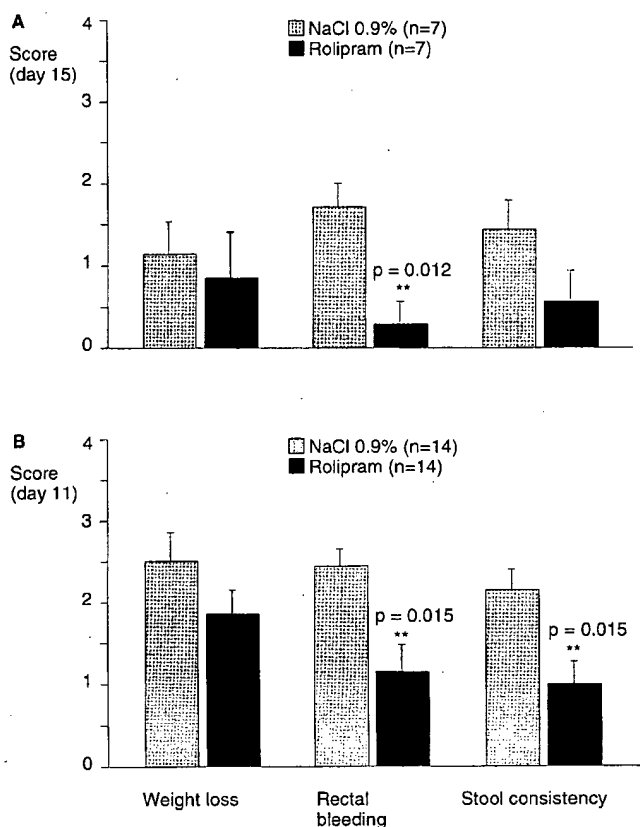 A
Score
(day 15)
NaCl 0.9% (n=7)
Rolipram (n=7)
4
3
2
1
0
p = 0.012
**
B
Score
(day 11)
NaCl 0.9% (n=14)
Rolipram (n=14)
4
3
2
1
0
p = 0.015
**
p = 0.015
**
Weight loss
Rectal
bleeding
Stool consistency